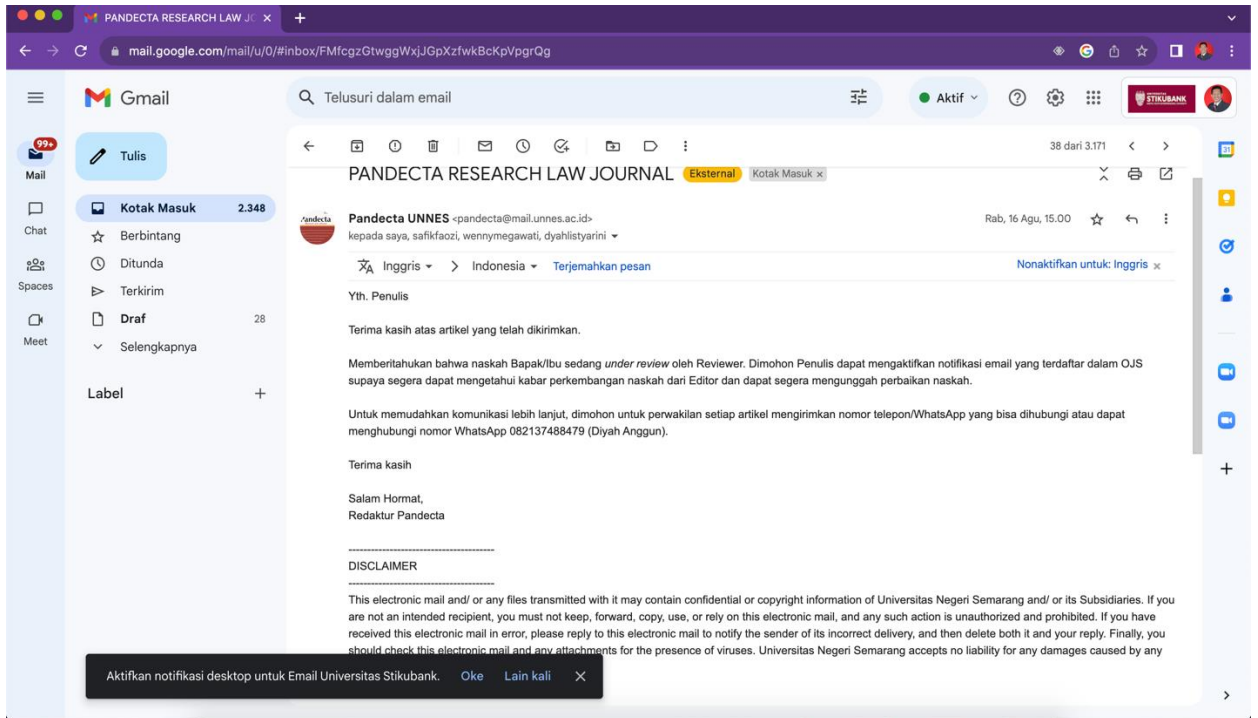 PANDECTA RESEARCH LAW JO
mail.google.com/mail/u/0/#inbox/FMfcgzGtwggWxjJGpXzfwkBcKpVpgrQg
Gmail
Telusuri dalam email
Aktif
STIKUBANK
99+
Mail
Chat
Spaces
Meet
Tulis
Kotak Masuk 2.348
Berbintang
Ditunda
Terkirim
Draf 28
Selengkapnya
Label
38 dari 3.171
PANDECTA RESEARCH LAW JOURNAL Eksternal Kotak Masuk ×
Pandecta UNNES <pandecta@mail.unnes.ac.id> Rab, 16 Agu, 15.00
kepada saya, safikfaozi, wennymegawati, dyahlistyarini
Inggris > Indonesia Terjemahkan pesan Nonaktifkan untuk: Inggris ×
Yth. Penulis
Terima kasih atas artikel yang telah dikirimkan.
Memberitahukan bahwa naskah Bapak/Ibu sedang under review oleh Reviewer. Dimohon Penulis dapat mengaktifkan notifikasi email yang terdaftar dalam OJS
supaya segera dapat mengetahui kabar perkembangan naskah dari Editor dan dapat segera mengunggah perbaikan naskah.
Untuk memudahkan komunikasi lebih lanjut, dimohon untuk perwakilan setiap artikel mengirimkan nomor telepon/WhatsApp yang bisa dihubungi atau dapat
menghubungi nomor WhatsApp 082137488479 (Diyah Anggun).
Terima kasih
Salam Hormat,
Redaktur Pandecta
---------------------------------------
DISCLAIMER
---------------------------------------
This electronic mail and/ or any files transmitted with it may contain confidential or copyright information of Universitas Negeri Semarang and/ or its Subsidiaries. If you
are not an intended recipient, you must not keep, forward, copy, use, or rely on this electronic mail, and any such action is unauthorized and prohibited. If you have
received this electronic mail in error, please reply to this electronic mail to notify the sender of its incorrect delivery, and then delete both it and your reply. Finally, you
should check this electronic mail and any attachments for the presence of viruses. Universitas Negeri Semarang accepts no liability for any damages caused by any
Aktifkan notifikasi desktop untuk Email Universitas Stikubank. Oke Lain kali
31